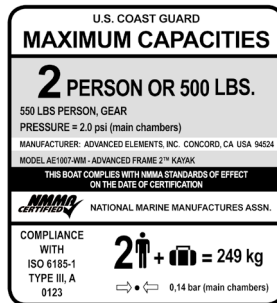 U.S. COAST GUARD
MAXIMUM CAPACITIES
2 PERSON OR 500 LBS.
550 LBS PERSON, GEAR
PRESSURE = 2.0 psi (main chambers)
MANUFACTURER: ADVANCED ELEMENTS, INC. CONCORD, CA USA 94524
MODEL AE1007-WM - ADVANCED FRAME 2™ KAYAK
THIS BOAT COMPLIES WITH NMMA STANDARDS OF EFFECT
ON THE DATE OF CERTIFICATION
NMMA
CERTIFIED
NATIONAL MARINE MANUFACTURES ASSN.
COMPLIANCE
WITH
ISO 6185-1
TYPE III, A
0123
2 + = 249 kg
0,14 bar (main chambers)